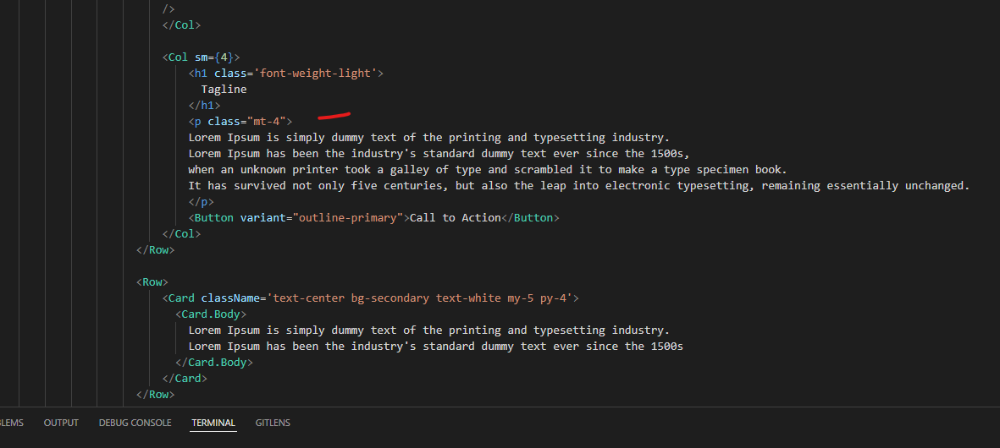 />
</Col>
<Col sm={4}>
<h1 class='font-weight-light'>
Tagline
</h1>
<p class="mt-4">
Lorem Ipsum is simply dummy text of the printing and typesetting industry.
Lorem Ipsum has been the industry's standard dummy text ever since the 1500s,
when an unknown printer took a galley of type and scrambled it to make a type specimen book.
It has survived not only five centuries, but also the leap into electronic typesetting, remaining essentially unchanged.
</p>
<Button variant="outline-primary">Call to Action</Button>
</Col>
</Row>
<Row>
<Card className='text-center bg-secondary text-white my-5 py-4'>
<Card.Body>
Lorem Ipsum is simply dummy text of the printing and typesetting industry.
Lorem Ipsum has been the industry's standard dummy text ever since the 1500s
</Card.Body>
</Card>
</Row>
BLEMS OUTPUT DEBUG CONSOLE TERMINAL GITLENS